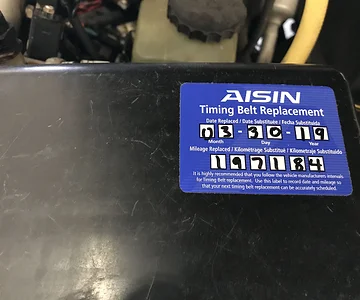 AISIN
Timing Belt Replacement
Date Replaced / Date Substituée / Fecha Substituida
03-30-19
Month Day Year
Mileage Replaced / Kilométrage Substitué / Kilometraje Substituido
197184
It is highly recommended that you follow the vehicle manufacturers intervals
for Timing Belt replacement. Use this label to record date and mileage so
that your next timing belt replacement can be accurately scheduled.